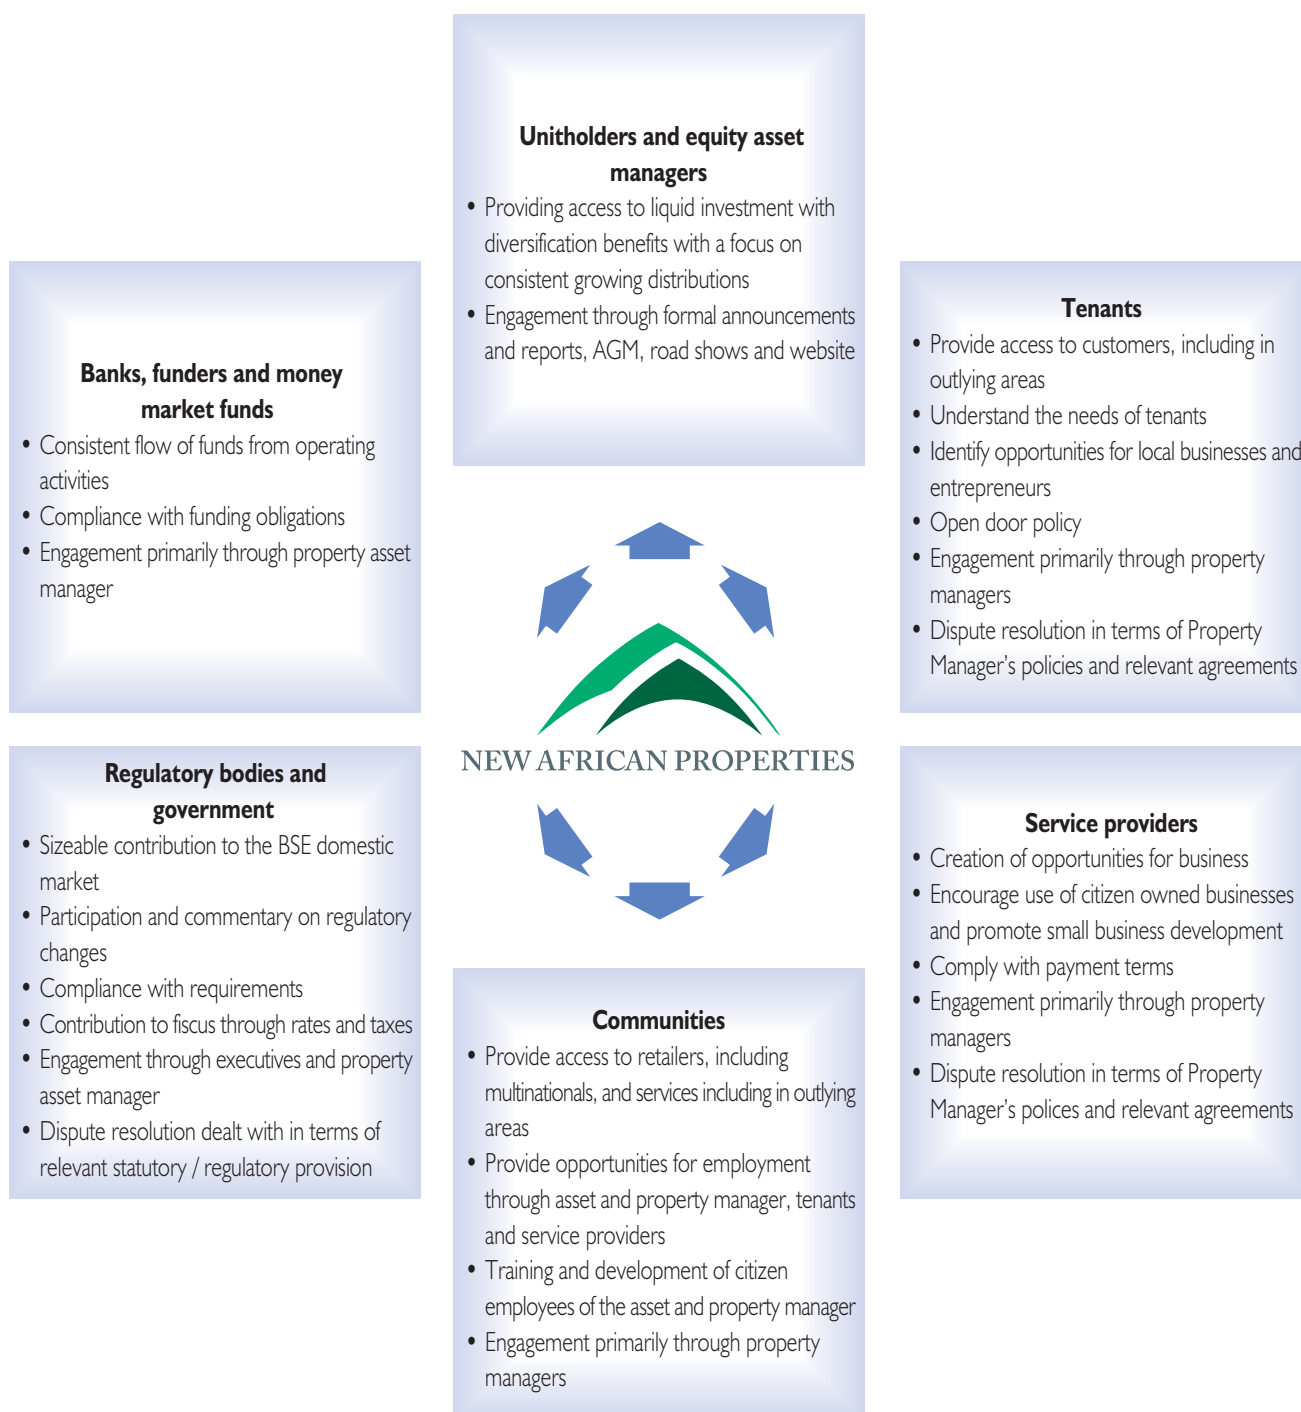 Unitholders and equity asset
managers
• Providing access to liquid investment with
diversification benefits with a focus on
consistent growing distributions
• Engagement through formal announcements
and reports, AGM, road shows and website
Banks, funders and money
market funds
• Consistent flow of funds from operating
activities
• Compliance with funding obligations
• Engagement primarily through property asset
manager
Tenants
• Provide access to customers, including in
outlying areas
• Understand the needs of tenants
• Identify opportunities for local businesses and
entrepreneurs
• Open door policy
• Engagement primarily through property
managers
• Dispute resolution in terms of Property
Manager's policies and relevant agreements
NEW AFRICAN PROPERTIES
Regulatory bodies and
government
• Sizeable contribution to the BSE domestic
market
• Participation and commentary on regulatory
changes
• Compliance with requirements
• Contribution to fiscus through rates and taxes
• Engagement through executives and property
asset manager
• Dispute resolution dealt with in terms of
relevant statutory / regulatory provision
Service providers
• Creation of opportunities for business
• Encourage use of citizen owned businesses
and promote small business development
• Comply with payment terms
• Engagement primarily through property
managers
• Dispute resolution in terms of Property
Manager's polices and relevant agreements
Communities
• Provide access to retailers, including
multinationals, and services including in outlying
areas
• Provide opportunities for employment
through asset and property manager, tenants
and service providers
• Training and development of citizen
employees of the asset and property manager
• Engagement primarily through property
managers